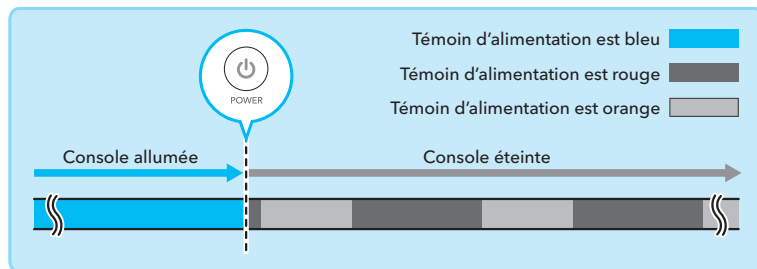 Témoin d'alimentation est bleu
Témoin d'alimentation est rouge
POWER
Témoin d'alimentation est orange
Console allumée
Console éteinte